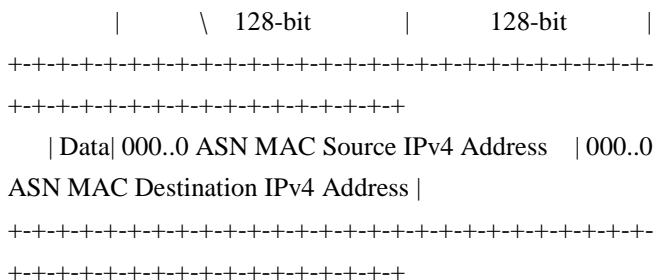 | \ 128-bit | 128-bit |
+-+-+-+-+-+-+-+-+-+-+-+-+-+-+-+-+-+-+-+-+-+-+-+-+-+-+-
+-+-+-+-+-+-+-+-+-+-+-+-+-+-+-+-+
| Data| 000..0 ASN MAC Source IPv4 Address | 000..0
ASN MAC Destination IPv4 Address |
+-+-+-+-+-+-+-+-+-+-+-+-+-+-+-+-+-+-+-+-+-+-+-+-+-+-+-
+-+-+-+-+-+-+-+-+-+-+-+-+-+-+-+-+